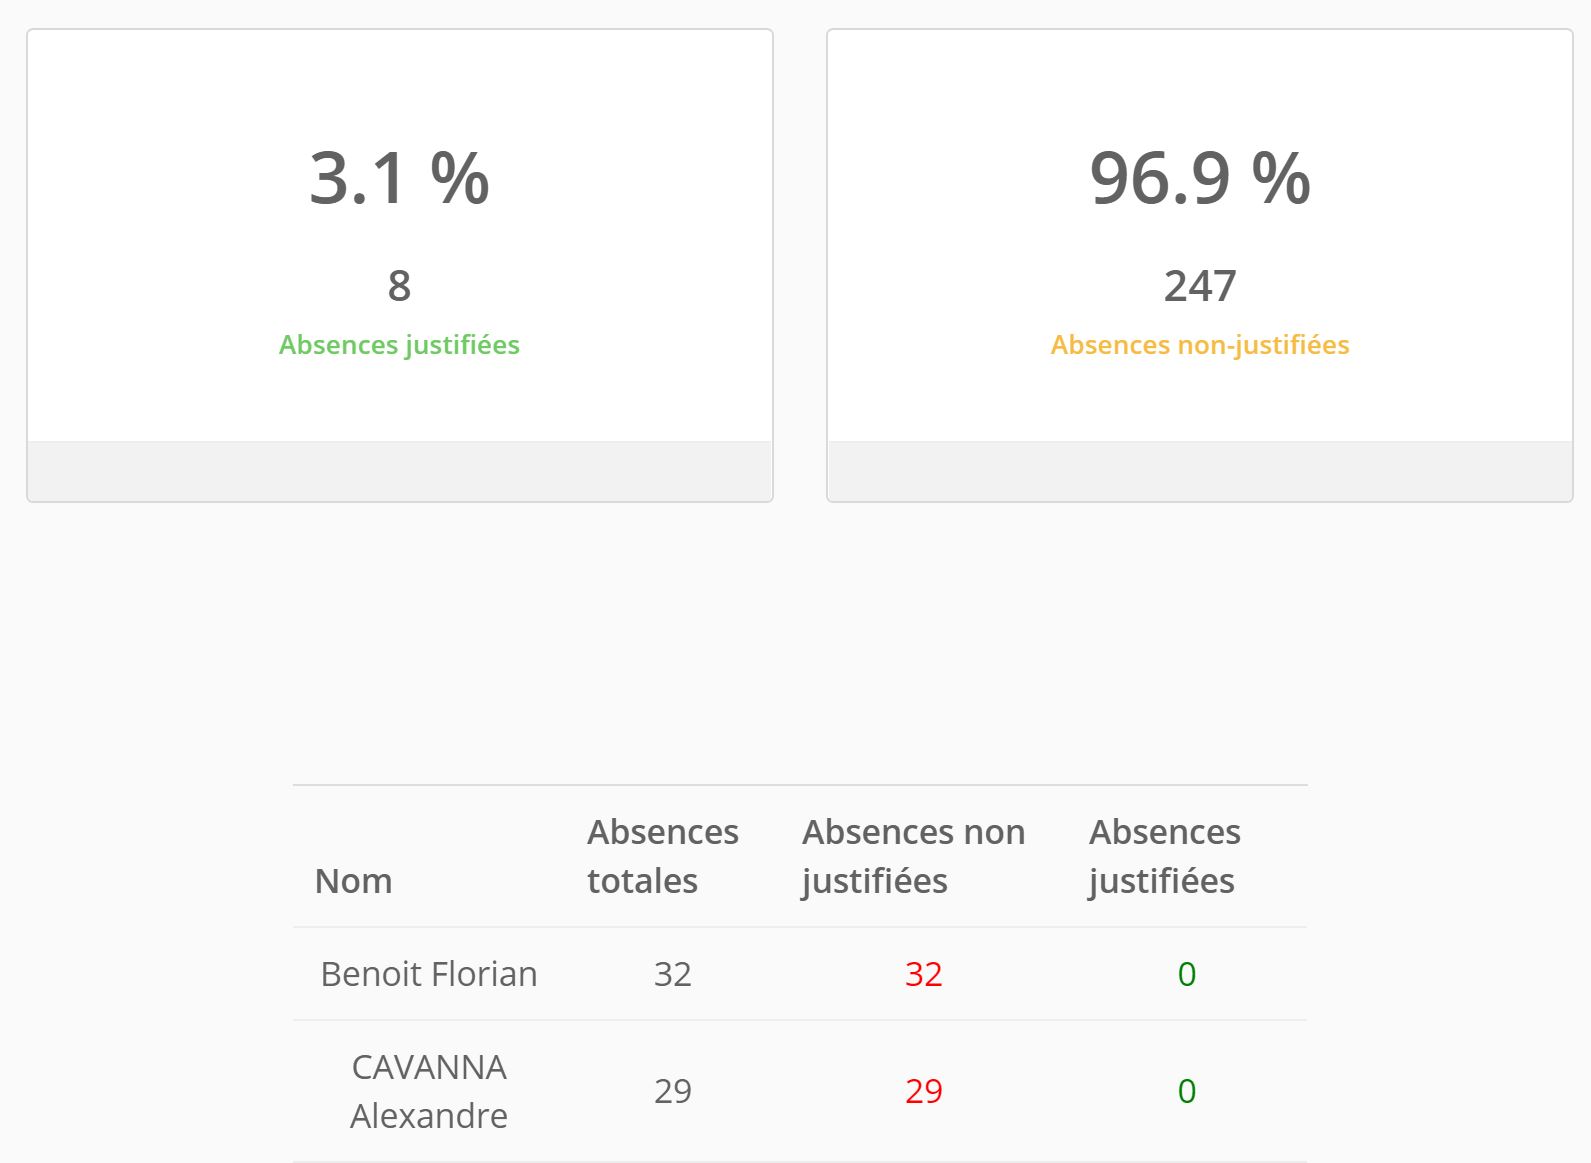 3.1 %
8
Absences justifiées
96.9 %
247
Absences non-justifiées
Nom
Absences
totales
Absences non
justifiées
Absences
justifiées
Benoit Florian 32 32 0
CAVANNA
Alexandre 29 29 0